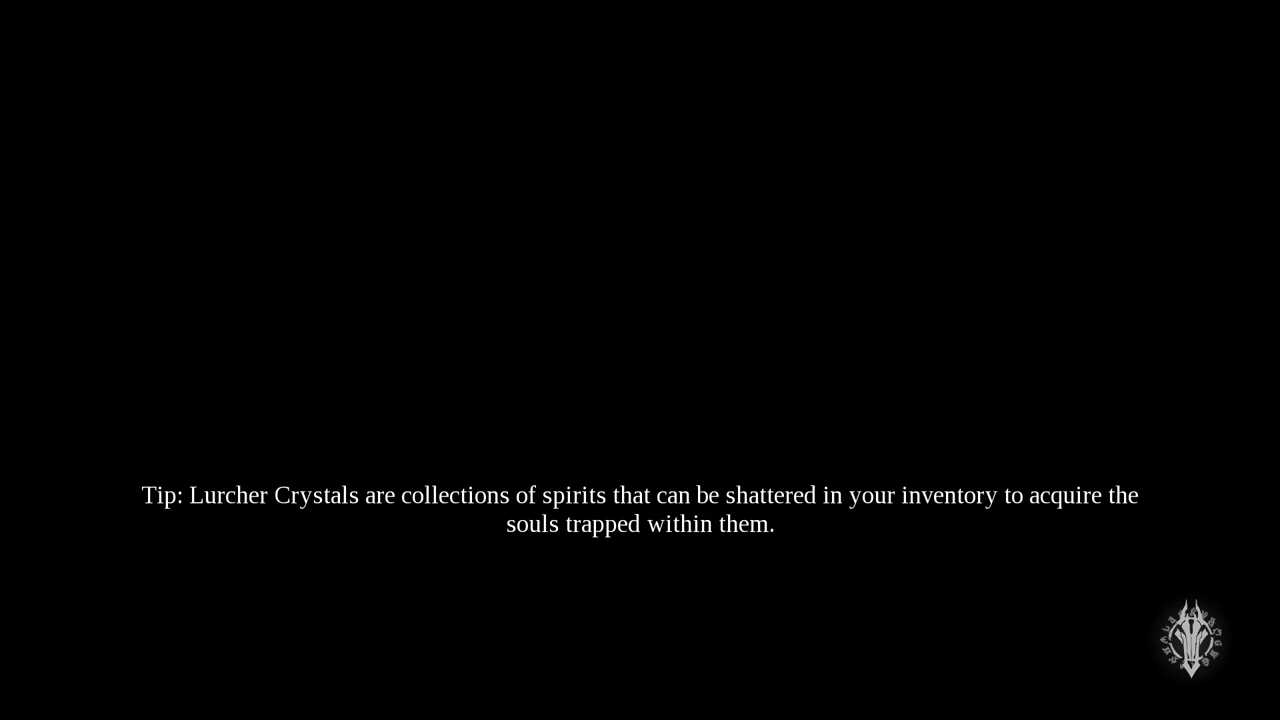 Tip: Lurcher Crystals are collections of spirits that can be shattered in your inventory to acquire the
souls trapped within them.